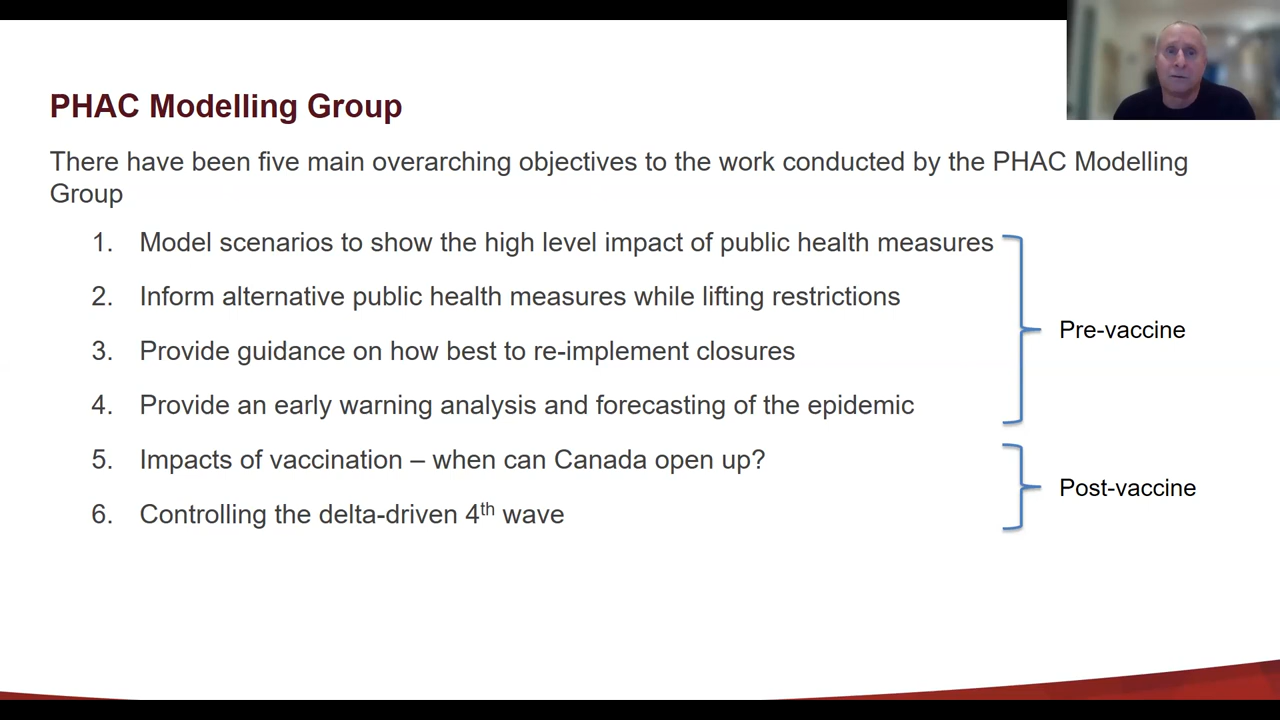 PHAC Modelling Group
There have been five main overarching objectives to the work conducted by the PHAC Modelling
Group
1. Model scenarios to show the high level impact of public health measures
2. Inform alternative public health measures while lifting restrictions
Pre-vaccine
3. Provide guidance on how best to re-implement closures
4. Provide an early warning analysis and forecasting of the epidemic
5. Impacts of vaccination – when can Canada open up?
Post-vaccine
6. Controlling the delta-driven 4th wave